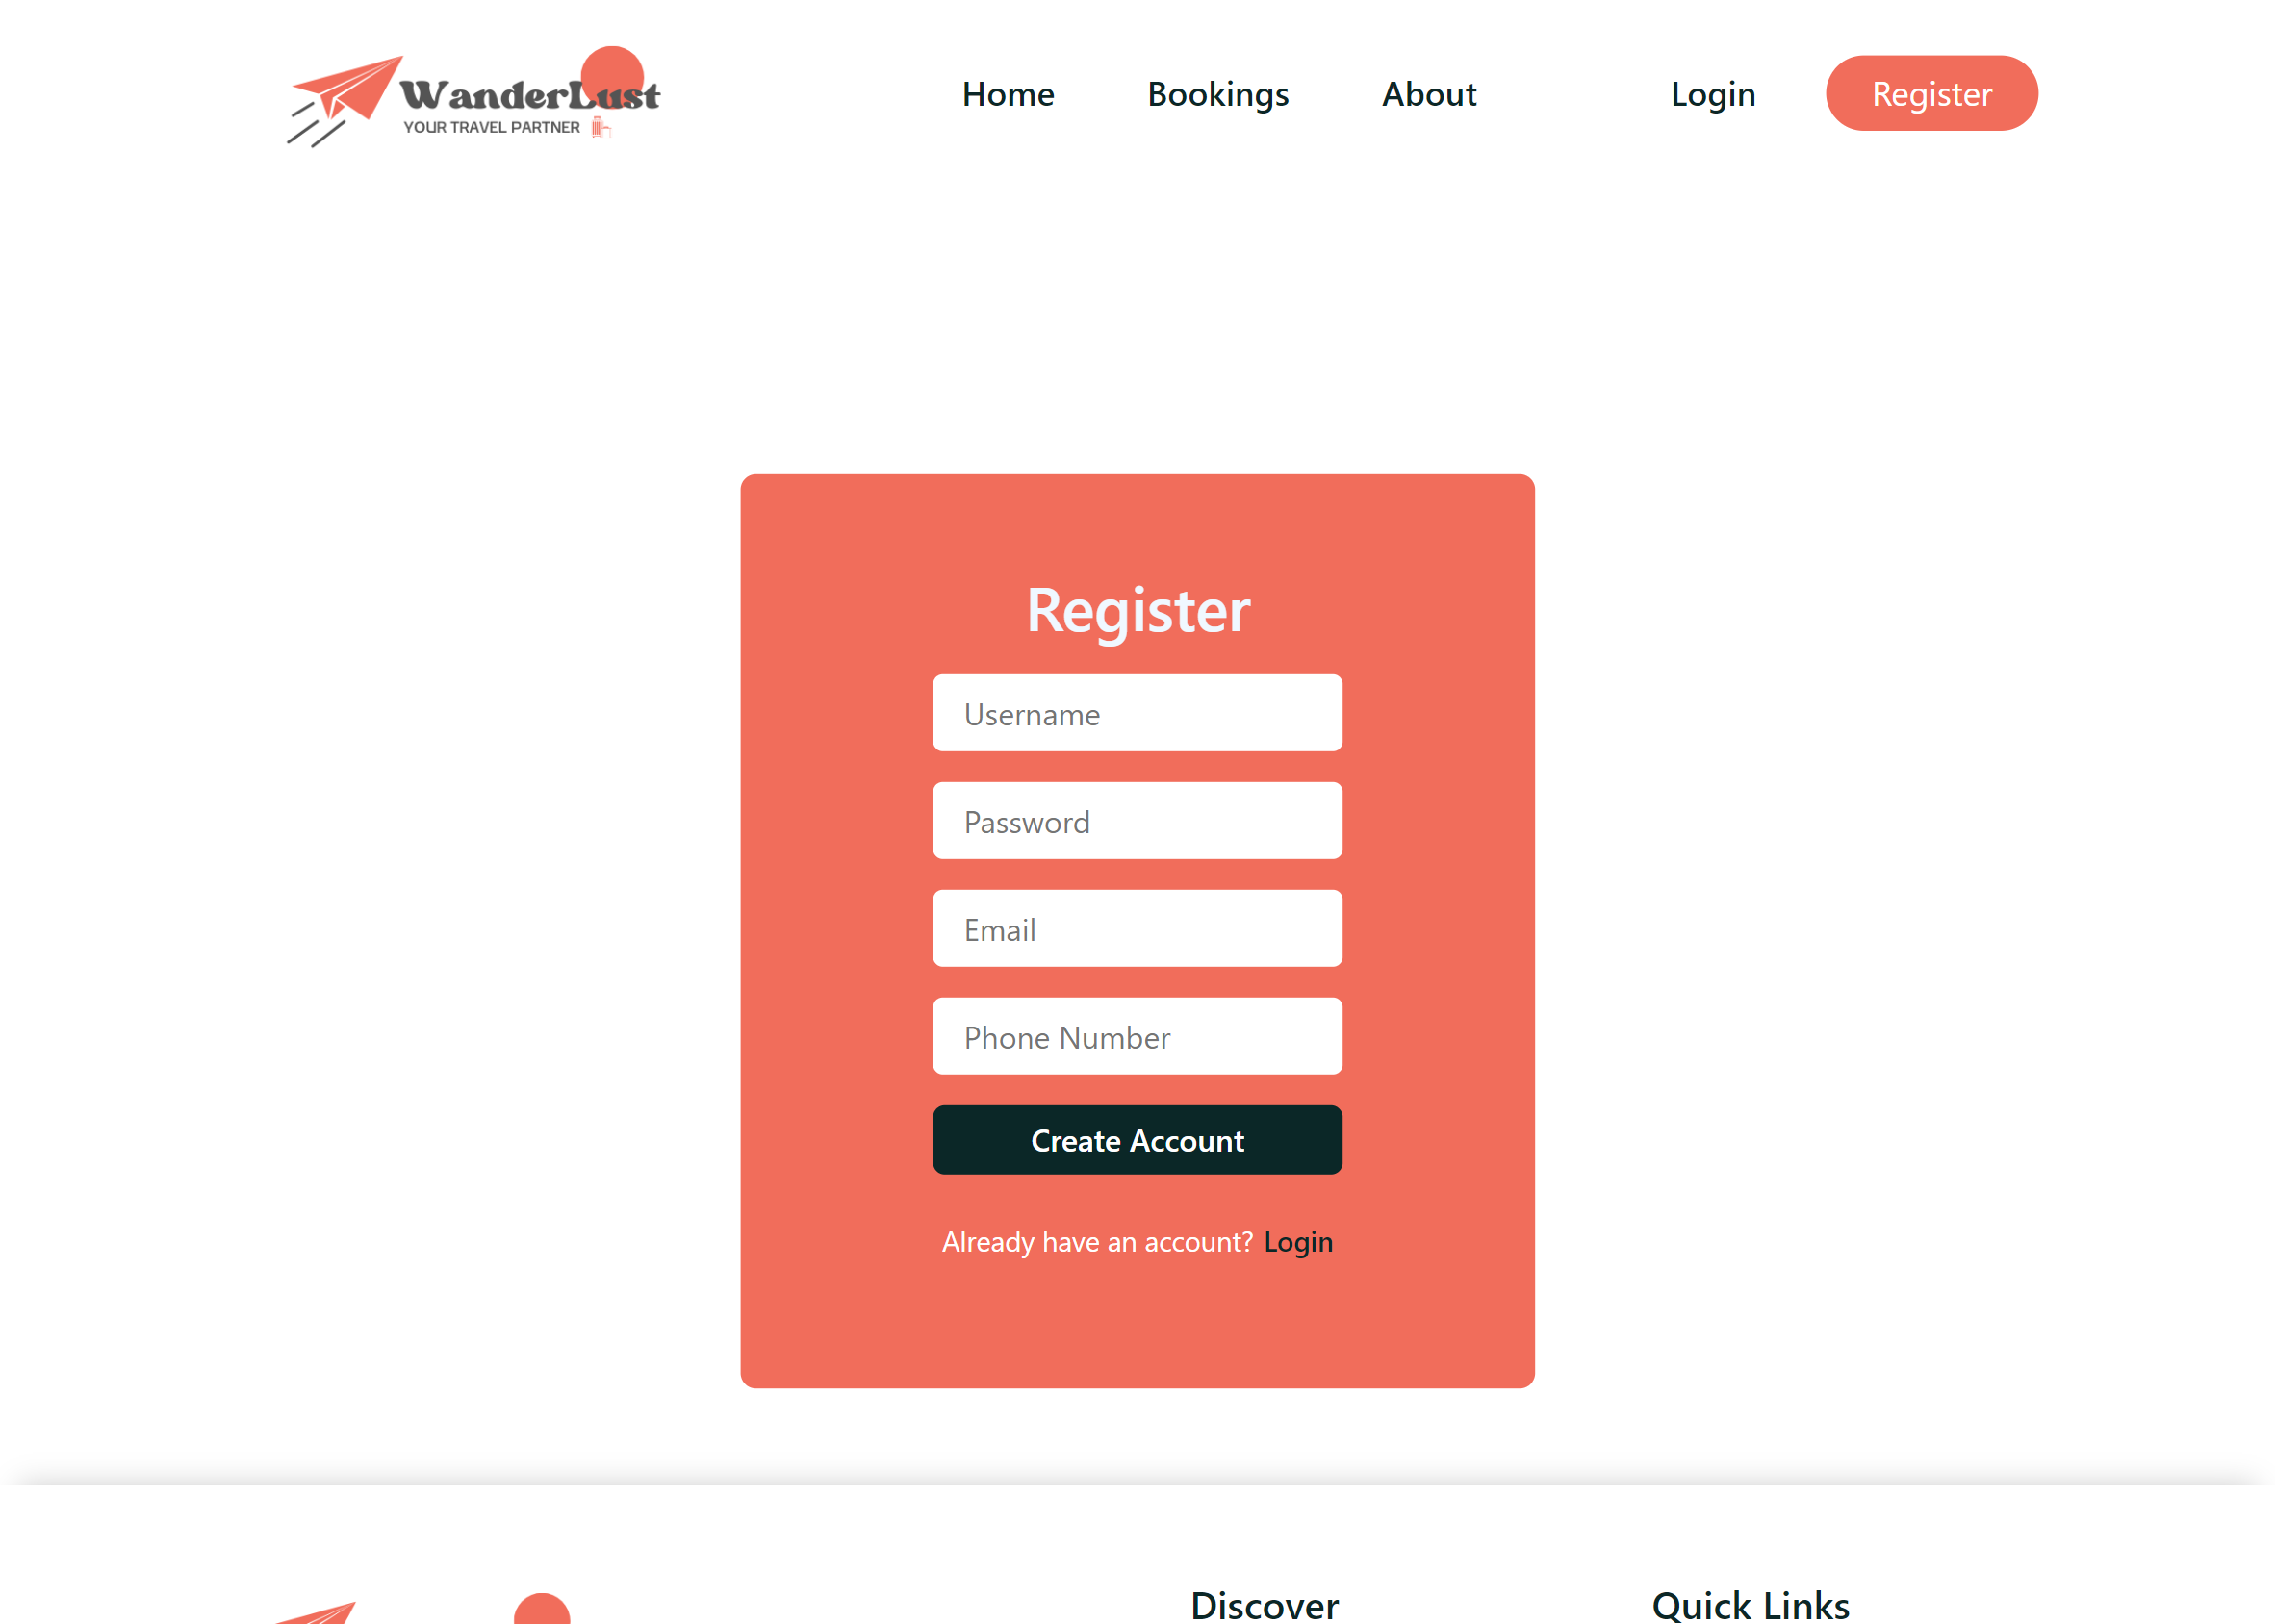 WanderLust
YOUR TRAVEL PARTNER
Home Bookings About Login Register
Register
Username
Password
Email
Phone Number
Create Account
Already have an account? Login
Discover Quick Links